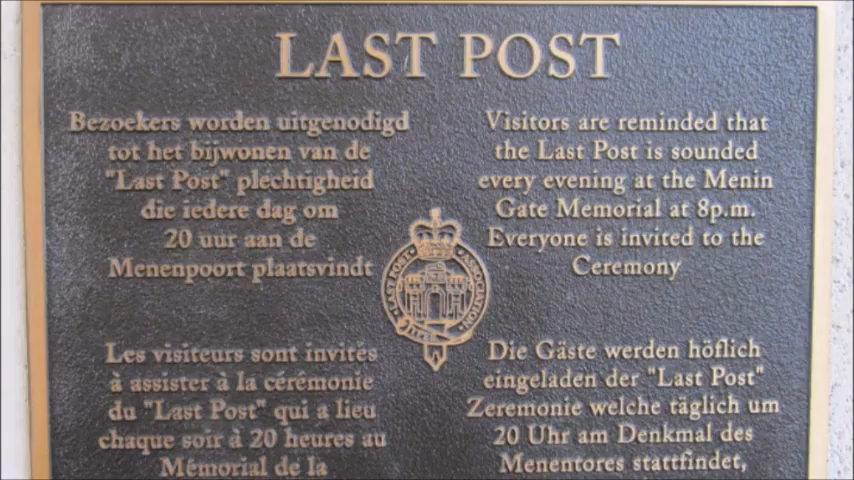 LAST POST
Bezoekers worden uitgenodigd
tot het bijwonen van de
"Last Post" plechtigheid
die iedere dag om
20 uur aan de
Menenpoort plaatsvindt
Visitors are reminded that
the Last Post is sounded
every evening at the Menin
Gate Memorial at 8p.m.
Everyone is invited to the
Ceremony
LAST POST ASSOCIATION
Les visiteurs sont invités
à assister à la cérémonie
du "Last Post" qui a lieu
chaque soir à 20 heures au
Mémorial de la
Die Gäste werden höflich
eingeladen der "Last Post"
Zeremonie welche täglich um
20 Uhr am Denkmal des
Menentores stattfindet,